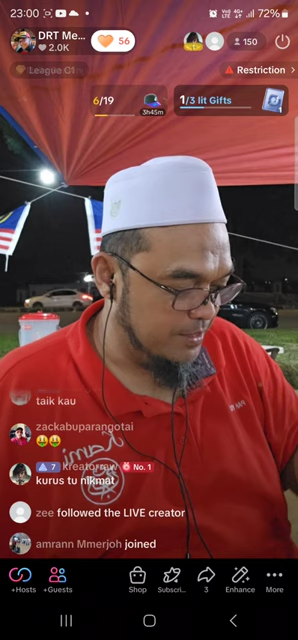 23:00
72%
DRT Me...
2.0K
56
150
League C1
Restriction >
6/19
3h45m
1/3 lit Gifts
taik kau
zackabuparangotai
🤑🤑
7 kreatorraw No. 1
kurus tu nikmat
Kami
zee followed the LIVE creator
amrann Mmerjoh joined
+Hosts
+Guests
Shop
Subscri...
3
Enhance
More